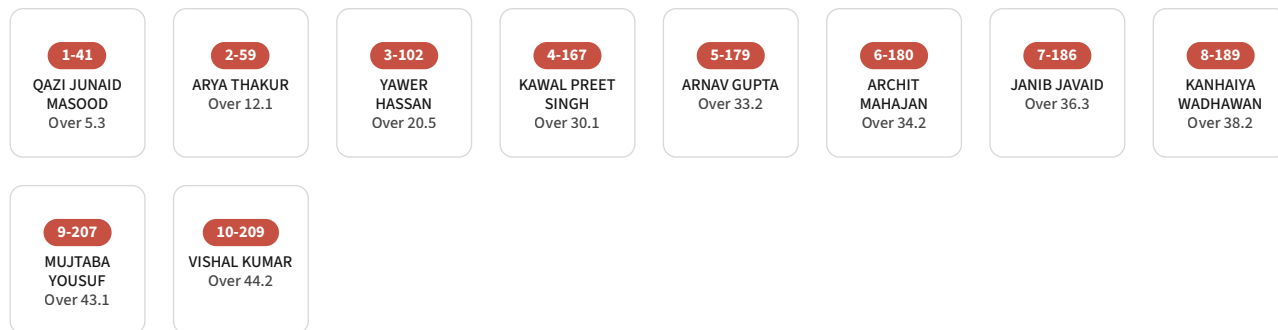 1-41
QAZI JUNAID
MASOOD
Over 5.3
2-59
ARYA THAKUR
Over 12.1
3-102
YAWER
HASSAN
Over 20.5
4-167
KAWAL PREET
SINGH
Over 30.1
5-179
ARNAV GUPTA
Over 33.2
6-180
ARCHIT
MAHAJAN
Over 34.2
7-186
JANIB JAVAID
Over 36.3
8-189
KANHAIYA
WADHAWAN
Over 38.2
9-207
MUJTABA
YOUSUF
Over 43.1
10-209
VISHAL KUMAR
Over 44.2